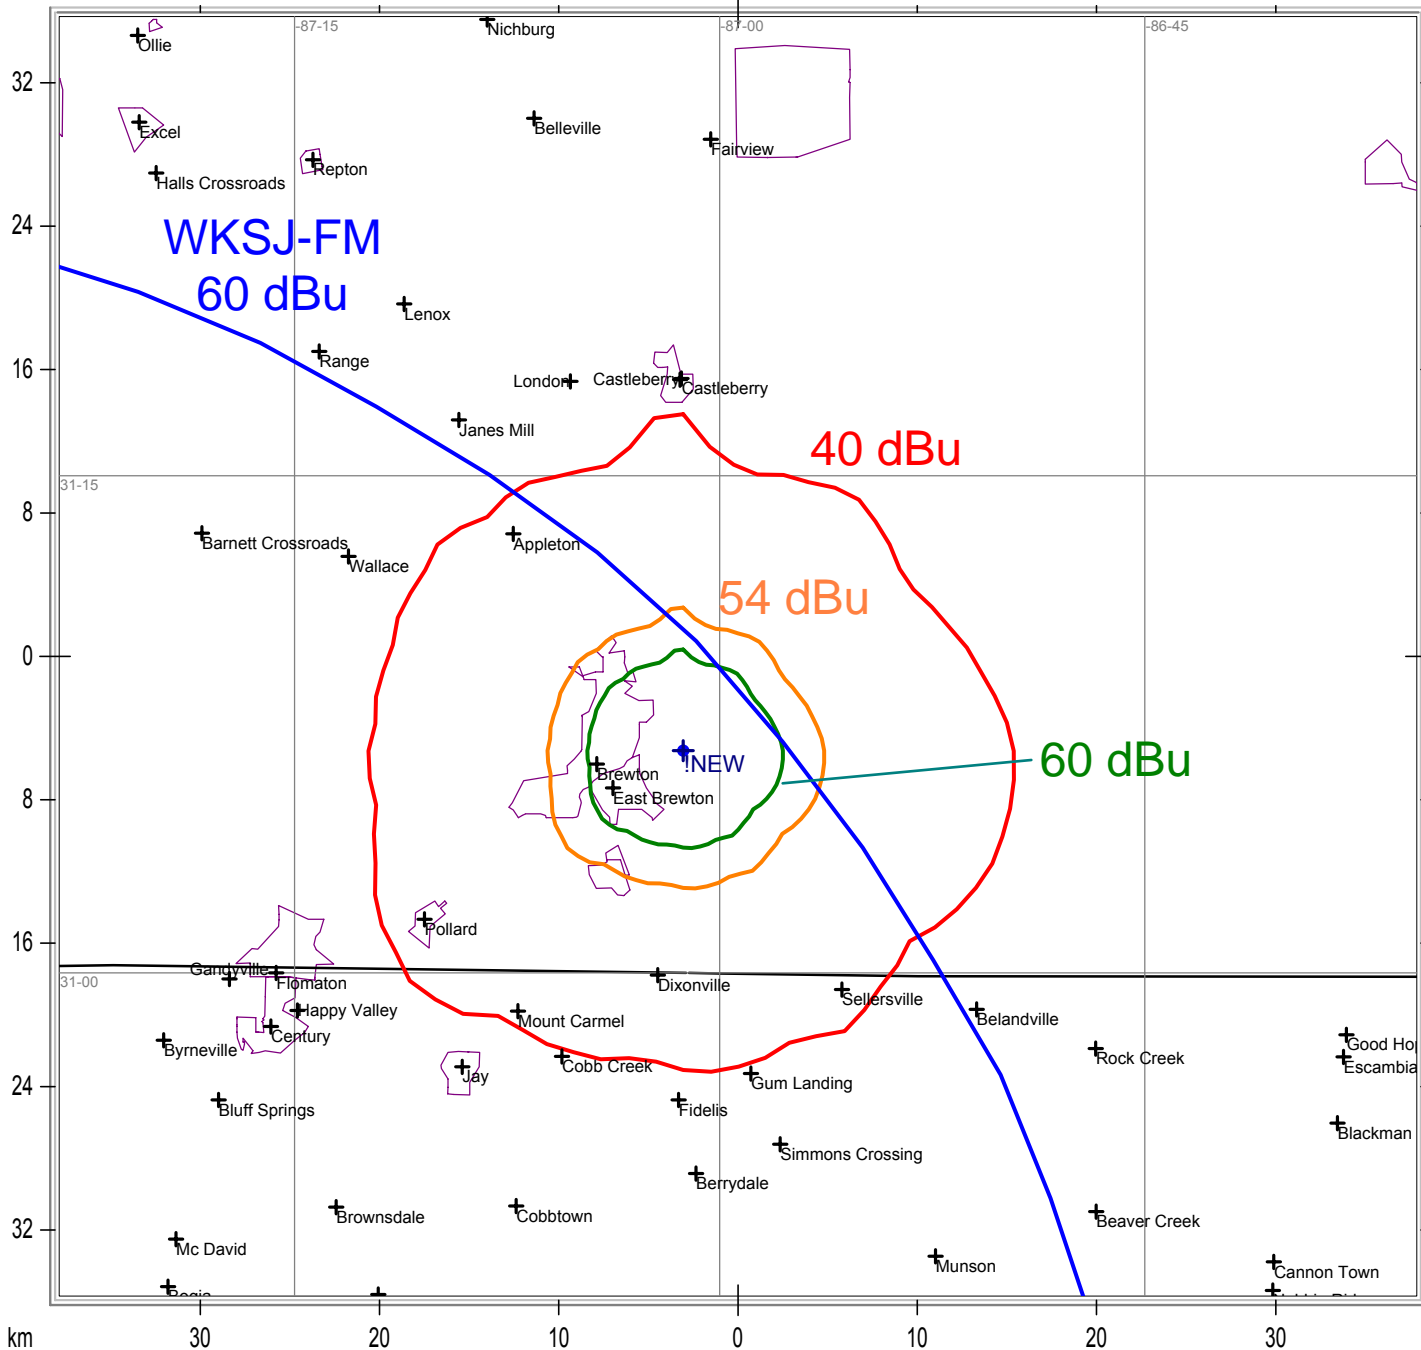 Nichburg
-87-15
-87-00
-86-45
Ollie
32
Belleville
Excel
Fairview
Repton
Halls Crossroads
24
WKSJ-FM
60 dBu
Lenox
Range
16
London
Castleberry
Castleberry
Janes Mill
40 dBu
31-15
8
Barnett Crossroads
Appleton
Wallace
54 dBu
0
!NEW
60 dBu
Brewton
8
East Brewton
Pollard
16
Gandyville
Flomaton
31-00
Dixonville
Sellersville
Happy Valley
Mount Carmel
Belandville
Century
Byrneville
Good Ho
Rock Creek
Cobb Creek
Escambia
Jay
24
Gum Landing
Bluff Springs
Fidelis
Blackman
Simmons Crossing
Berrydale
Brownsdale
Cobbtown
Beaver Creek
32
Mc David
Munson
Cannon Town
km
30
20
10
0
10
20
30